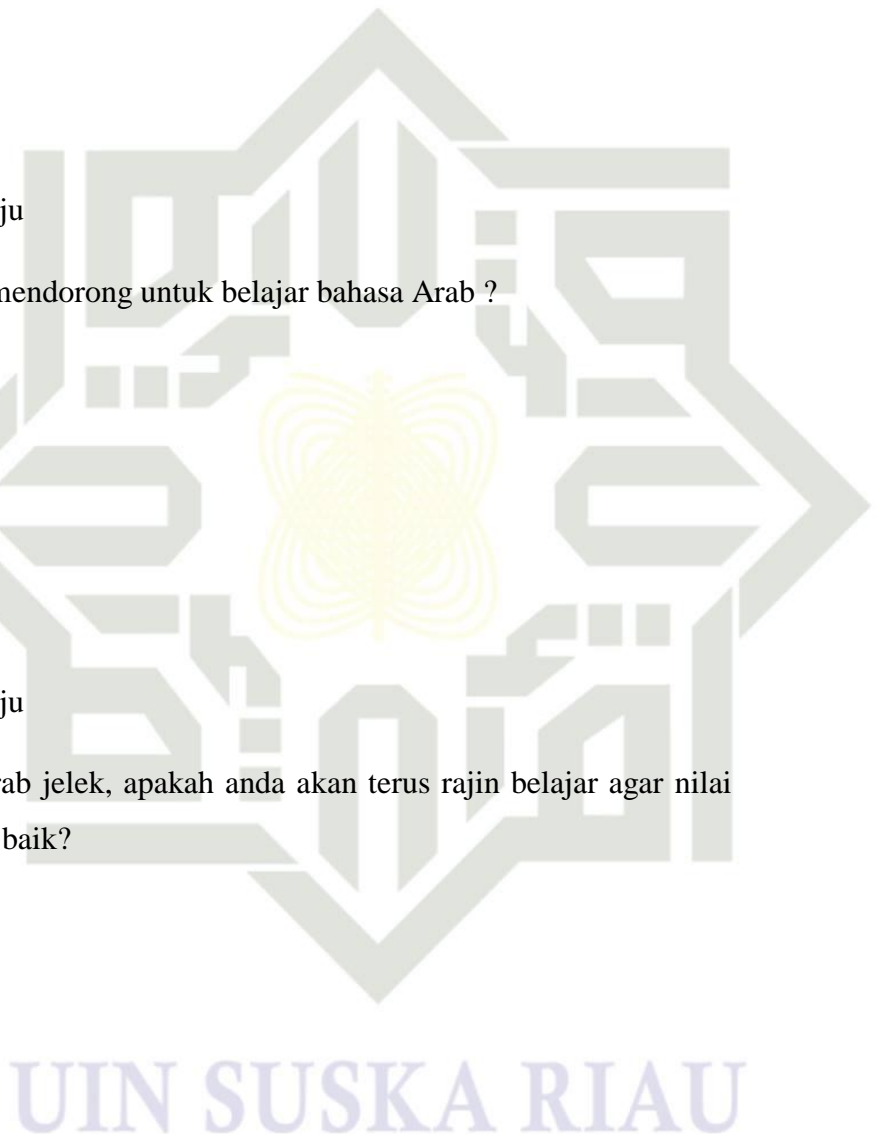 ju
mendorong untuk belajar bahasa Arab ?
ju
rab jelek, apakah anda akan terus rajin belajar agar nilai
baik?
UIN SUSKA RIAU